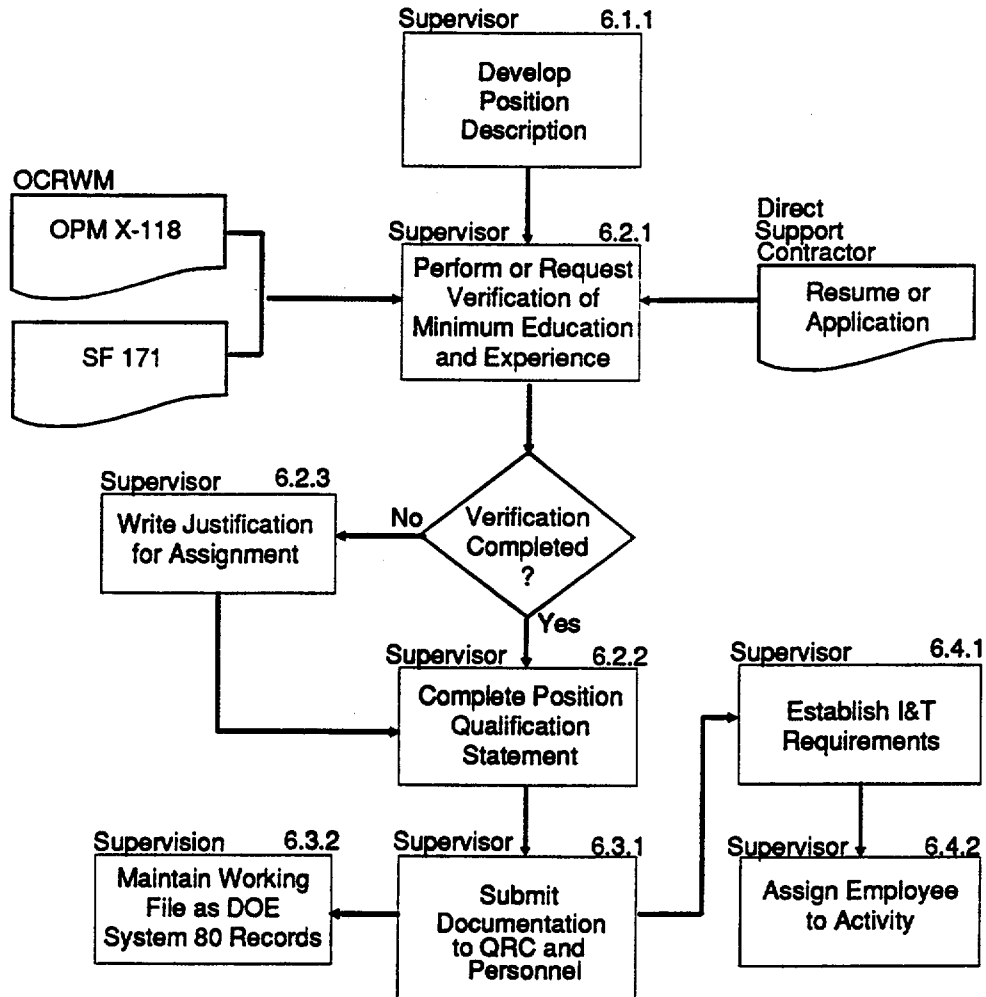 Supervisor 6.1.1
Develop
Position
Description
OCRWM
OPM X-118
SF 171
Supervisor 6.2.1
Perform or Request
Verification of
Minimum Education
and Experience
Direct
Support
Contractor
Resume or
Application
Verification
Completed
?
No
Yes
Supervisor 6.2.3
Write Justification
for Assignment
Supervisor 6.2.2
Complete Position
Qualification
Statement
Supervisor 6.4.1
Establish I&T
Requirements
Supervision 6.3.2
Maintain Working
File as DOE
System 80 Records
Supervisor 6.3.1
Submit
Documentation
to QRC and
Personnel
Supervisor 6.4.2
Assign Employee
to Activity